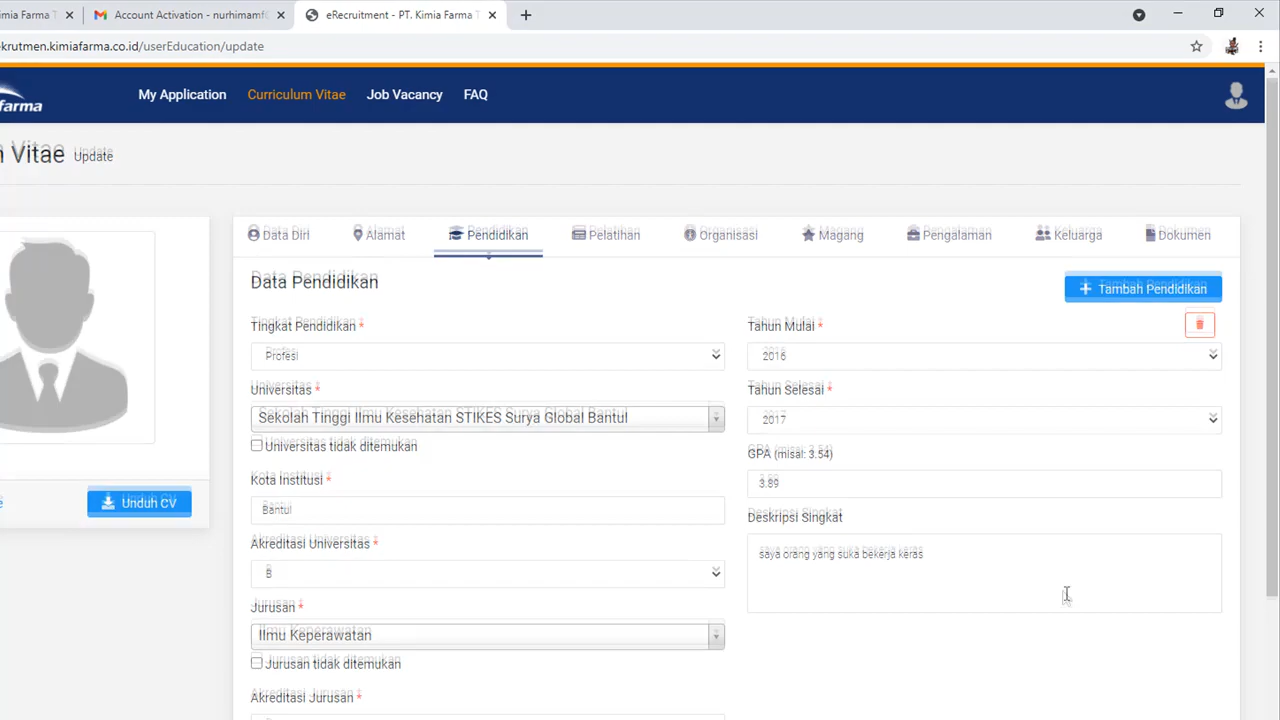 imia Farma T
Account Activation - nurhimamf
eRecruitment - PT. Kimia Farma T
krutmen.kimiafarma.co.id/userEducation/update
farma
My Application
Curriculum Vitae
Job Vacancy
FAQ
n Vitae Update
Data Diri
Alamat
Pendidikan
Pelatihan
Organisasi
Magang
Pengalaman
Keluarga
Dokumen
Data Pendidikan
+ Tambah Pendidikan
Tingkat Pendidikan *
Profesi
Universitas *
Sekolah Tinggi Ilmu Kesehatan STIKES Surya Global Bantul
Universitas tidak ditemukan
Kota Institusi *
Bantul
Akreditasi Universitas *
B
Jurusan *
Ilmu Keperawatan
Jurusan tidak ditemukan
Akreditasi Jurusan *
Tahun Mulai *
2016
Tahun Selesai *
2017
GPA (misal: 3.54)
3.89
Deskripsi Singkat
saya orang yang suka bekerja keras
e
Unduh CV